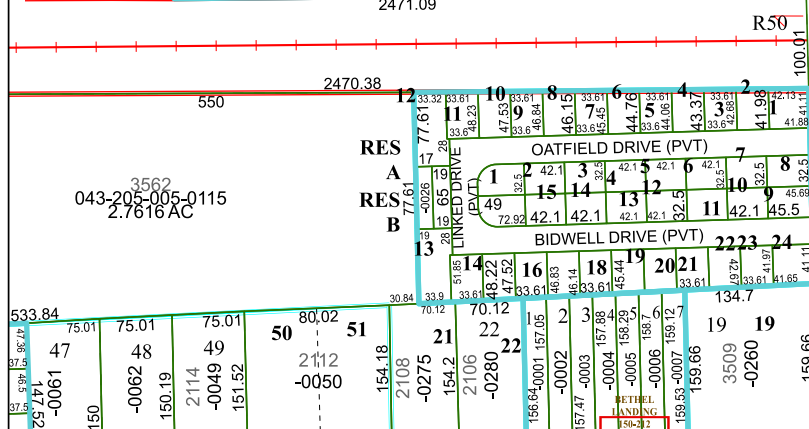 2471.09
R50
100.01
2470.38
550
12 10 8 6 4 2
33.32 33.61 33.61 33.61 33.61 33.61 42.13
77.61 11 48.23 47.53 9 46.84 46.15 7 45.45 44.76 5 44.06 43.37 3 42.68 41.98 1
33.6 33.6 33.6 33.6 33.6 41.88
RES
A
28
17
OATFIELD DRIVE (PVT)
7
1 2 42.1 3 4 42.1 5 6 42.1 8
32.5 32.5 32.5 32.5
3562
043-205-005-0115
2.7616 AC
RES
B
77.61
-0026
19
65
19
LINKED DRIVE
(PVT)
49 15 14 13 12 10 9 45.69
72.92 42.1 42.1 42.1 42.1 32.5 11 42.1 45.5
19
28
13
BIDWELL DRIVE (PVT)
22 23 24
14 16 18 19 20 21
51.85 48.22 47.52 46.83 46.14 45.44 42.67 41.97
33.9 33.61 33.61 33.61 33.61 33.61 41.65
30.84
134.7
533.84
75.01 75.01 75.01 80.02 70.12 70.12
47.36
37.5
46.5
37.5
47 48 49 50 51 21 22 22
147.52
-0061
150
-0062
150.19
2114
-0049
151.52
2112
-0050
154.18
2108
-0275
154.2
2106
-0280
1 2 3 4 5 6 7
156.64
157.05
-0001
-0002
157.47
-0003
157.88
-0004
158.29
-0005
158.7
-0006
159.12
-0007
159.53
159.66
19 19
3509
-0260
159.66
BETHEL
LANDING
150-212